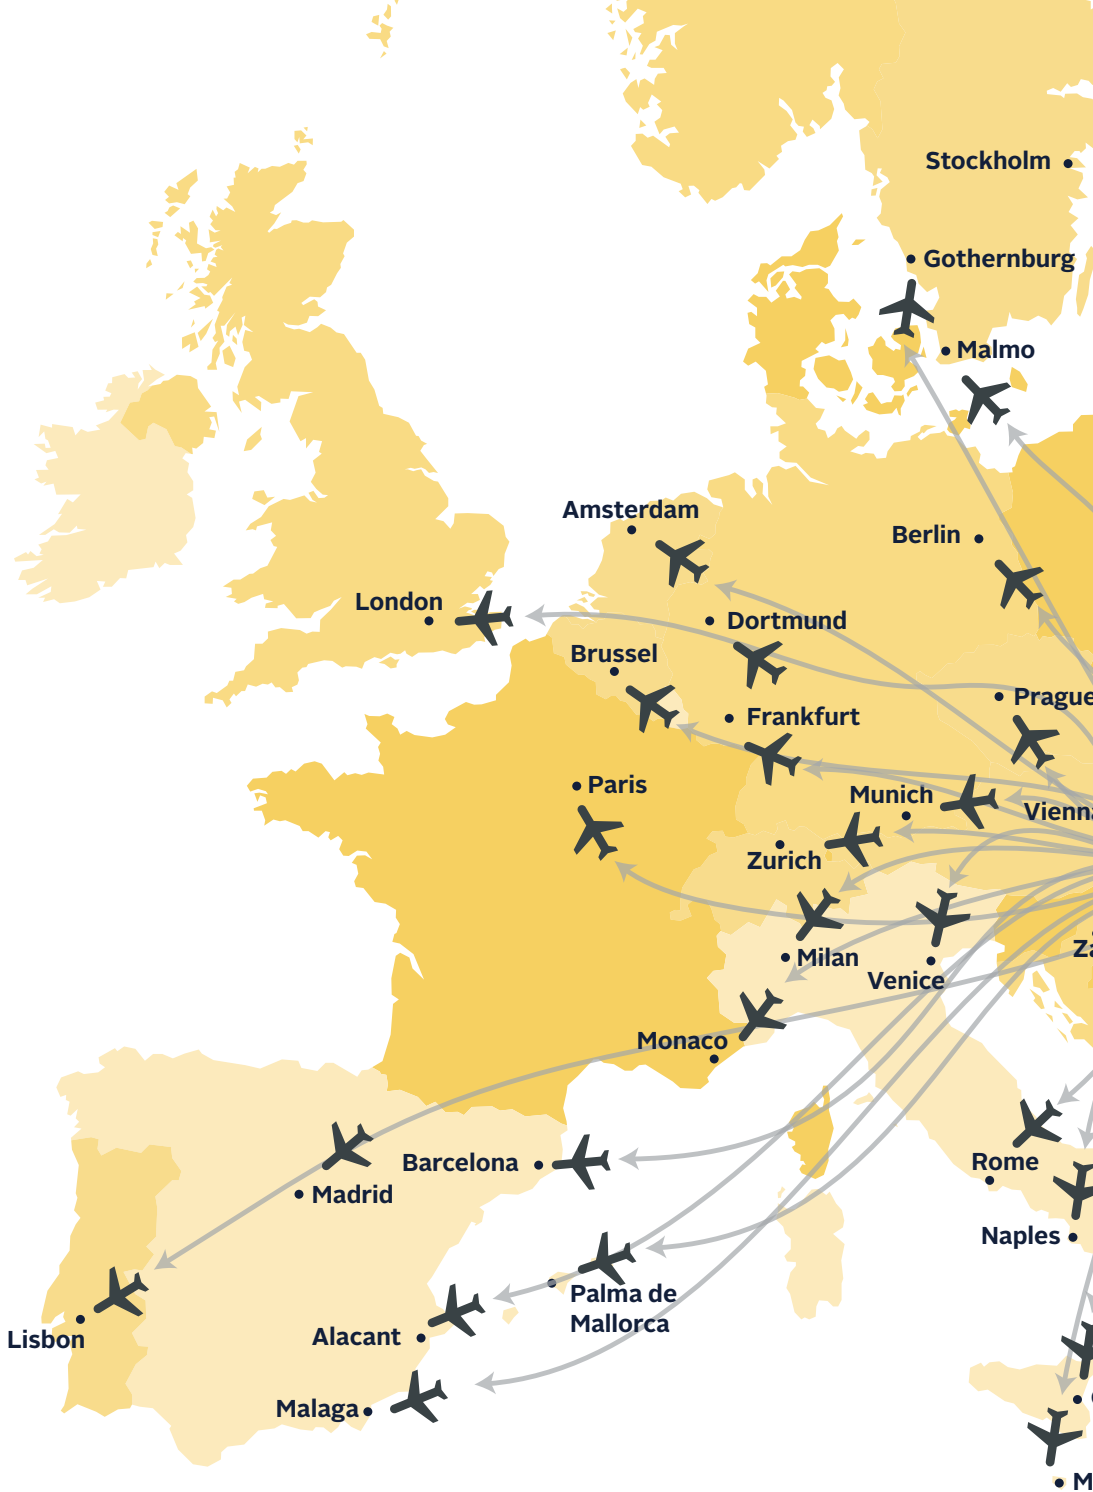 Stockholm
Gothernburg
Malmo
Amsterdam
Berlin
London
Dortmund
Brussel
Prague
Frankfurt
Paris
Munich
Vienna
Zurich
Milan
Venice
Monaco
Barcelona
Rome
Madrid
Naples
Palma de
Mallorca
Lisbon
Alacant
Malaga